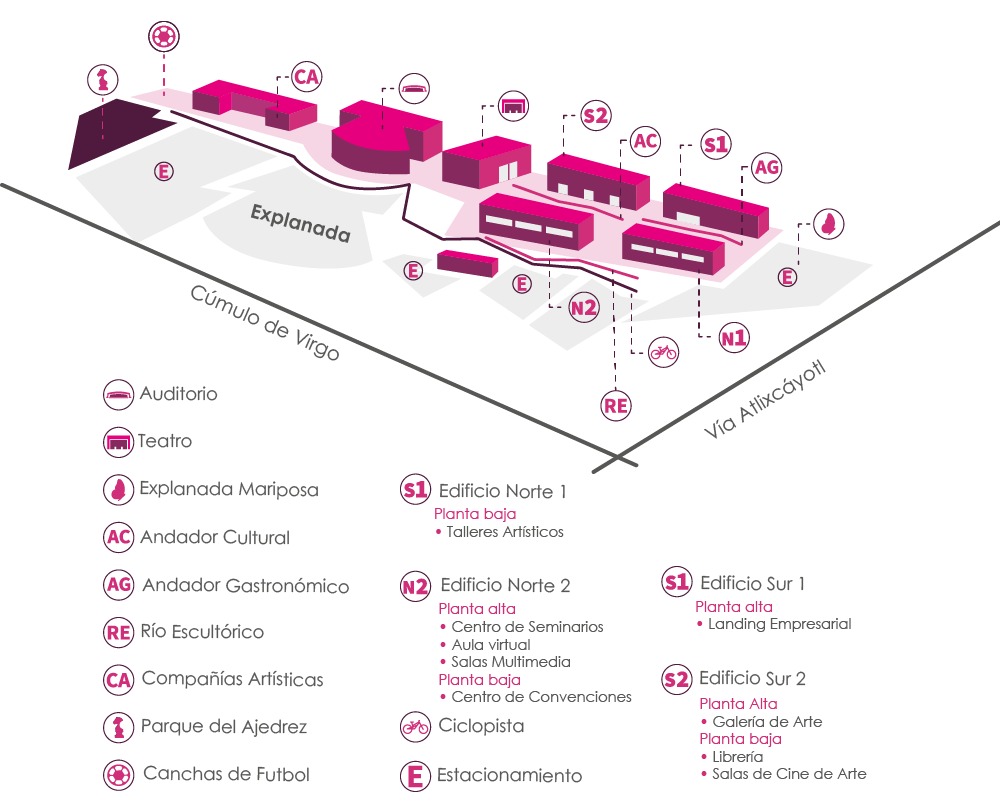 CA
S2
AC
S1
AG
E
Explanada
E
E
E
N2
N1
RE
Cúmulo de Virgo
Vía Atlixcáyotl
Auditorio
Teatro
Explanada Mariposa
AC Andador Cultural
AG Andador Gastronómico
RE Río Escultórico
CA Compañías Artísticas
Parque del Ajedrez
Canchas de Futbol
S1 Edificio Norte 1
Planta baja
• Talleres Artísticos
N2 Edificio Norte 2
Planta alta
• Centro de Seminarios
• Aula virtual
• Salas Multimedia
Planta baja
• Centro de Convenciones
Ciclopista
E Estacionamiento
S1 Edificio Sur 1
Planta alta
• Landing Empresarial
S2 Edificio Sur 2
Planta Alta
• Galería de Arte
Planta baja
• Librería
• Salas de Cine de Arte